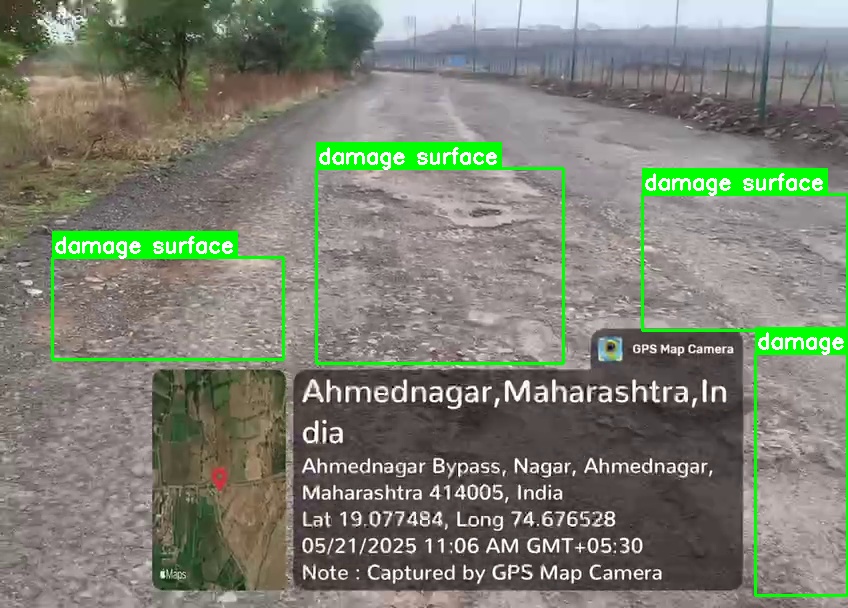 damage surface
damage surface
damage surface
damage
GPS Map Camera
Ahmednagar,Maharashtra,In
dia
Ahmednagar Bypass, Nagar, Ahmednagar,
Maharashtra 414005, India
Lat 19.077484, Long 74.676528
05/21/2025 11:06 AM GMT+05:30
Note : Captured by GPS Map Camera
Maps